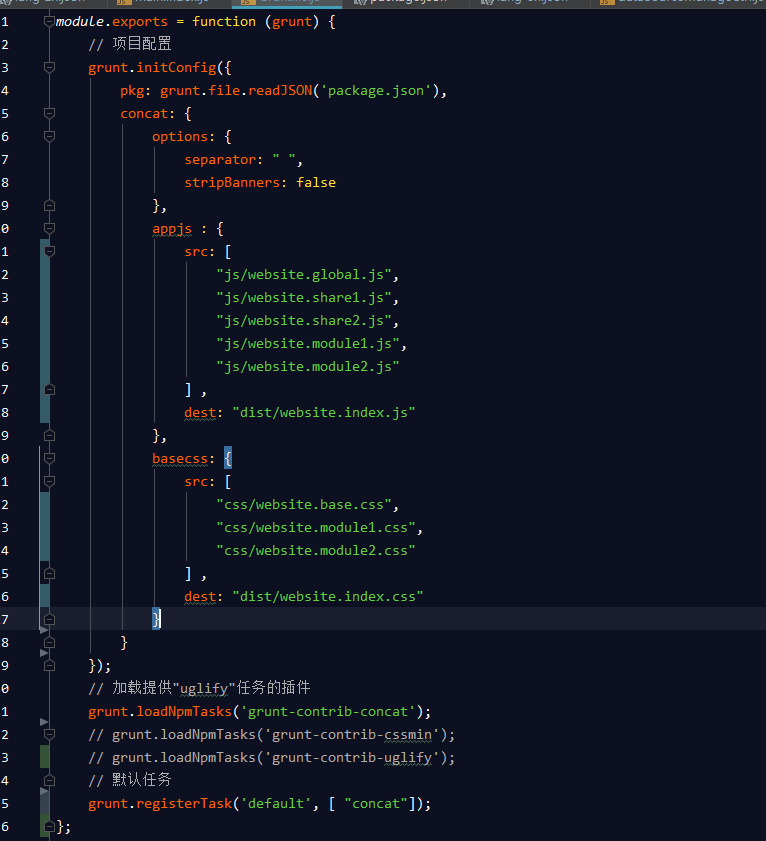 1 module.exports = function (grunt) {
2 // 项目配置
3 grunt.initConfig({
4 pkg: grunt.file.readJSON('package.json'),
5 concat: {
6 options: {
7 separator: " ",
8 stripBanners: false
9 },
0 appjs : {
1 src: [
2 "js/website.global.js",
3 "js/website.share1.js",
4 "js/website.share2.js",
5 "js/website.module1.js",
6 "js/website.module2.js"
7 ] ,
8 dest: "dist/website.index.js"
9 },
0 basecss: {
1 src: [
2 "css/website.base.css",
3 "css/website.module1.css",
4 "css/website.module2.css"
5 ] ,
6 dest: "dist/website.index.css"
7 }
8 }
9 });
0 // 加载提供"uglify"任务的插件
1 grunt.loadNpmTasks('grunt-contrib-concat');
2 // grunt.loadNpmTasks('grunt-contrib-cssmin');
3 // grunt.loadNpmTasks('grunt-contrib-uglify');
4 // 默认任务
5 grunt.registerTask('default', [ "concat"]);
6 };